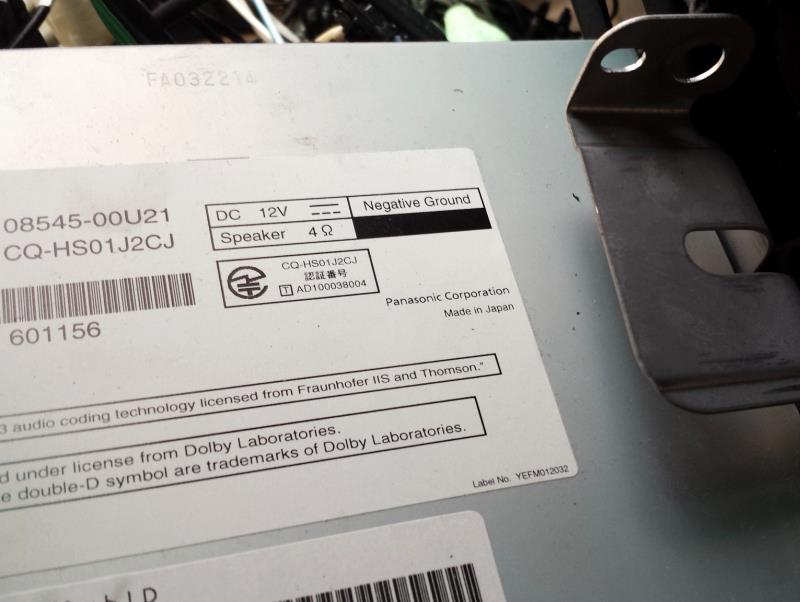 FA032214
08545-00U21
CQ-HS01J2CJ
601156
DC 12V
Negative Ground
Speaker 4Ω
CQ-HS01J2CJ
認証番号
T AD100038004
Panasonic Corporation
Made in Japan
3 audio coding technology licensed from Fraunhofer IIS and Thomson."
d under license from Dolby Laboratories.
e double-D symbol are trademarks of Dolby Laboratories.
Label No. YEFM012032